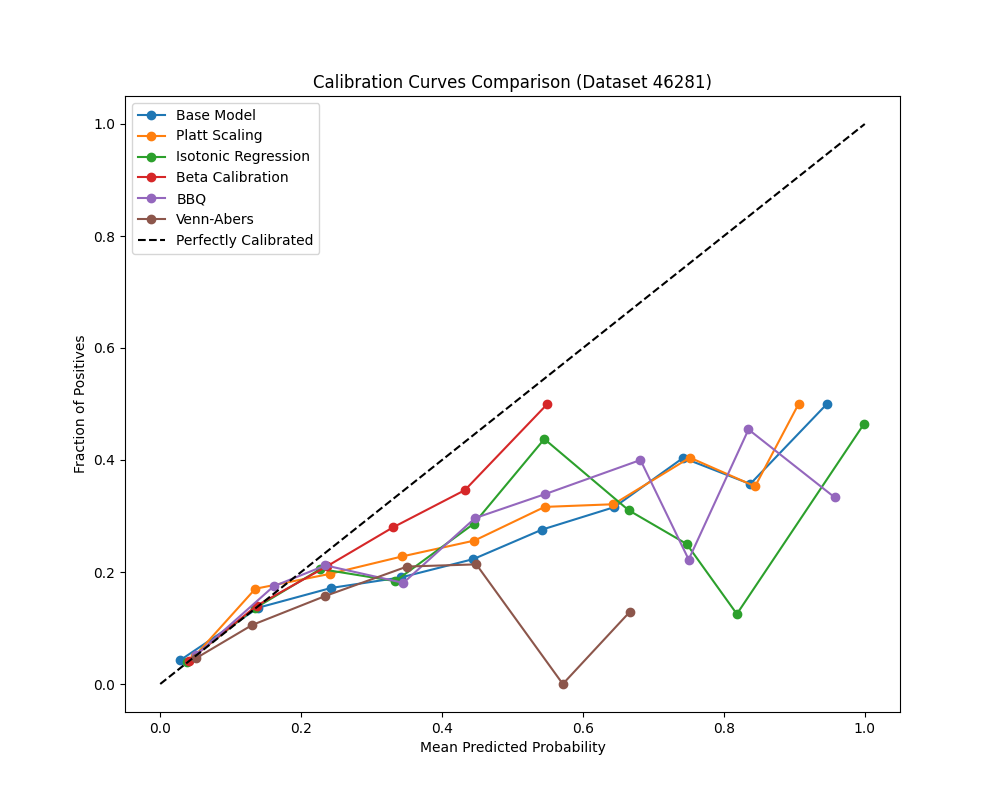 Calibration Curves Comparison (Dataset 46281)
Base Model
Platt Scaling
Isotonic Regression
Beta Calibration
BBQ
Venn-Abers
Perfectly Calibrated
Fraction of Positives
1.0
0.8
0.6
0.4
0.2
0.0
0.0 0.2 0.4 0.6 0.8 1.0
Mean Predicted Probability